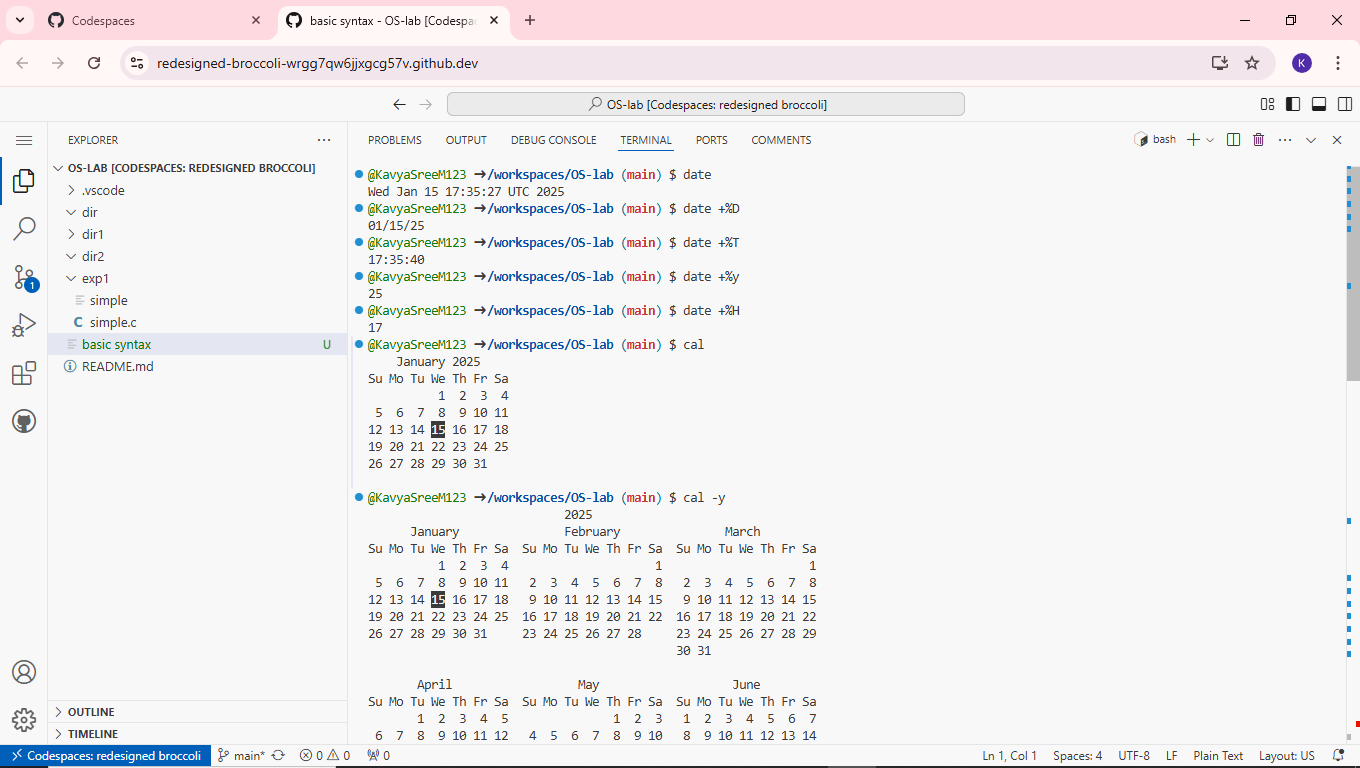 Codespaces
basic syntax - OS-lab [Codespac
redesigned-broccoli-wrgg7qw6jjxgcg57v.github.dev
K
OS-lab [Codespaces: redesigned broccoli]
EXPLORER
OS-LAB [CODESPACES: REDESIGNED BROCCOLI]
.vscode
dir
dir1
dir2
exp1
simple
C simple.c
basic syntax U
README.md
1
OUTLINE
TIMELINE
PROBLEMS OUTPUT DEBUG CONSOLE TERMINAL PORTS COMMENTS
bash
@KavyaSreeM123 ➜/workspaces/OS-lab (main) $ date
Wed Jan 15 17:35:27 UTC 2025
@KavyaSreeM123 ➜/workspaces/OS-lab (main) $ date +%D
01/15/25
@KavyaSreeM123 ➜/workspaces/OS-lab (main) $ date +%T
17:35:40
@KavyaSreeM123 ➜/workspaces/OS-lab (main) $ date +%y
25
@KavyaSreeM123 ➜/workspaces/OS-lab (main) $ date +%H
17
@KavyaSreeM123 ➜/workspaces/OS-lab (main) $ cal
    January 2025
Su Mo Tu We Th Fr Sa
          1  2  3  4
 5  6  7  8  9 10 11
12 13 14 15 16 17 18
19 20 21 22 23 24 25
26 27 28 29 30 31
@KavyaSreeM123 ➜/workspaces/OS-lab (main) $ cal -y
                            2025
      January               February               March
Su Mo Tu We Th Fr Sa  Su Mo Tu We Th Fr Sa  Su Mo Tu We Th Fr Sa
          1  2  3  4                     1                     1
 5  6  7  8  9 10 11   2  3  4  5  6  7  8   2  3  4  5  6  7  8
12 13 14 15 16 17 18   9 10 11 12 13 14 15   9 10 11 12 13 14 15
19 20 21 22 23 24 25  16 17 18 19 20 21 22  16 17 18 19 20 21 22
26 27 28 29 30 31     23 24 25 26 27 28     23 24 25 26 27 28 29
                                            30 31
       April                  May                   June
Su Mo Tu We Th Fr Sa  Su Mo Tu We Th Fr Sa  Su Mo Tu We Th Fr Sa
       1  2  3  4  5               1  2  3   1  2  3  4  5  6  7
 6  7  8  9 10 11 12   4  5  6  7  8  9 10   8  9 10 11 12 13 14
Codespaces: redesigned broccoli main* 0 0 0 Ln 1, Col 1 Spaces: 4 UTF-8 LF Plain Text Layout: US